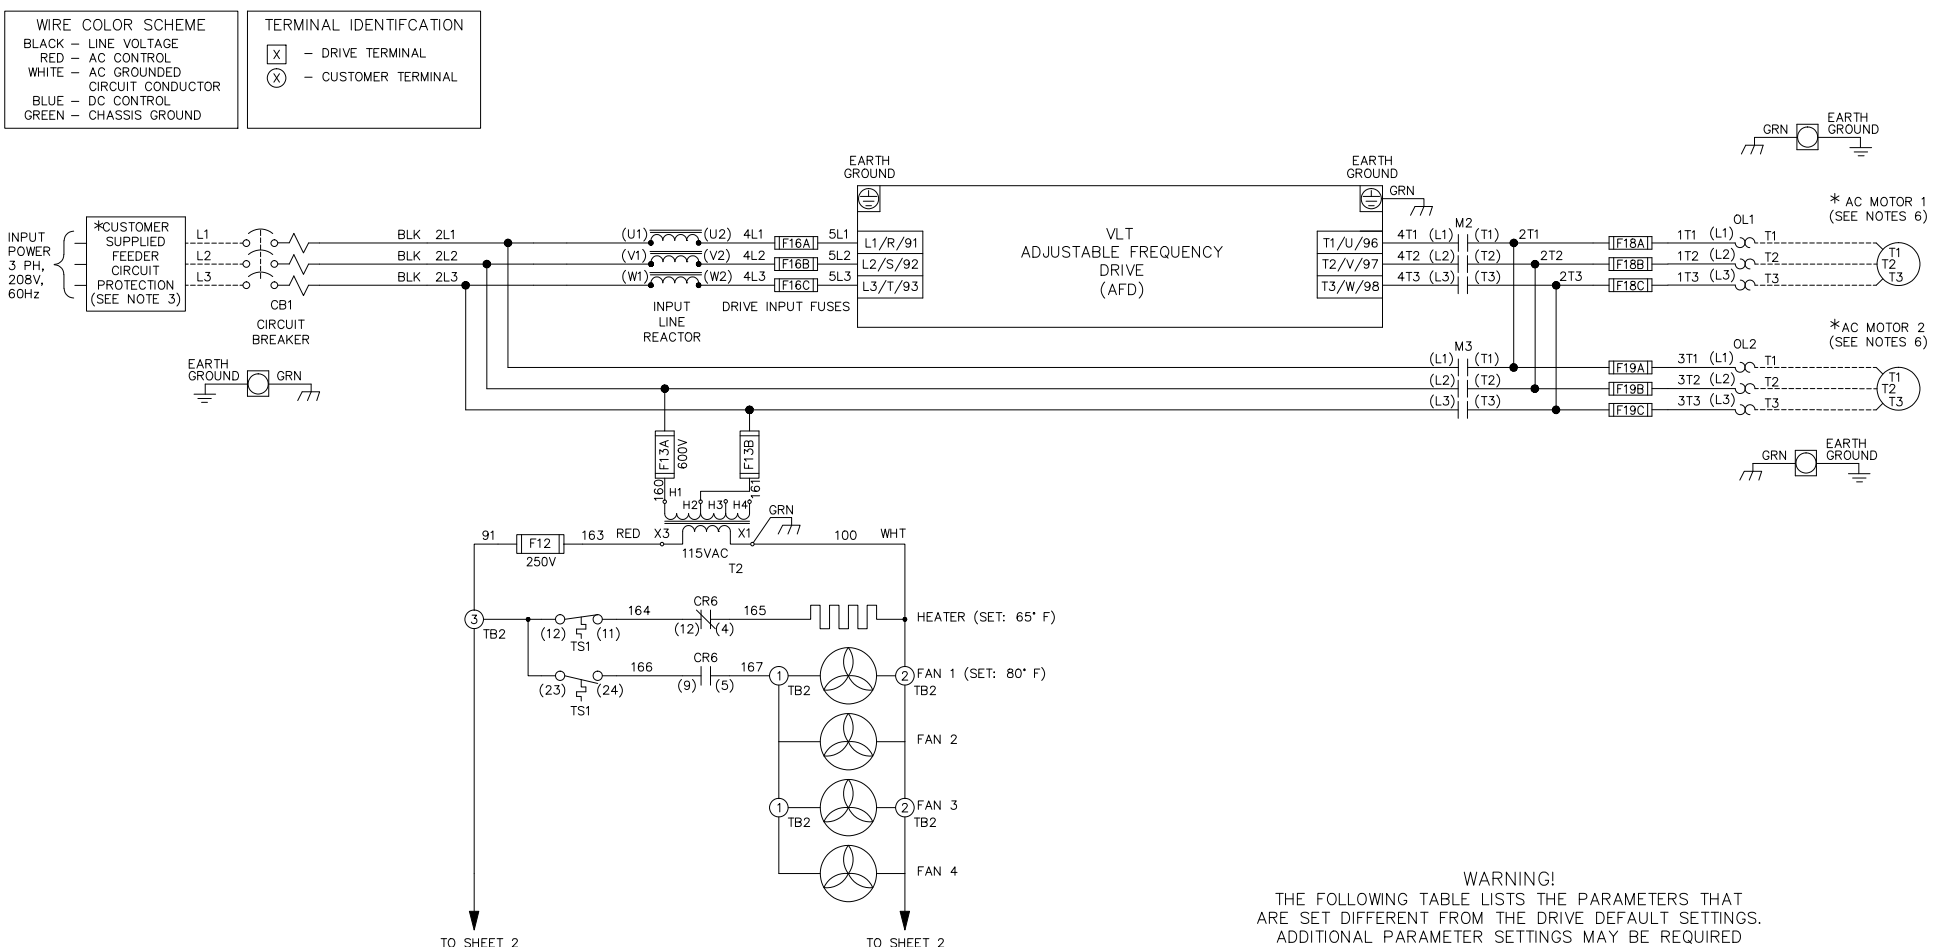 WIRE COLOR SCHEME
BLACK – LINE VOLTAGE
RED – AC CONTROL
WHITE – AC GROUNDED
CIRCUIT CONDUCTOR
BLUE – DC CONTROL
GREEN – CHASSIS GROUND
TERMINAL IDENTIFCATION
X – DRIVE TERMINAL
X – CUSTOMER TERMINAL
GRN
EARTH
GROUND
INPUT
POWER
3 PH,
208V,
60Hz
*CUSTOMER
SUPPLIED
FEEDER
CIRCUIT
PROTECTION
(SEE NOTE 3)
L1
L2
L3
CB1
CIRCUIT
BREAKER
BLK 2L1
BLK 2L2
BLK 2L3
(U1) (U2) 4L1 F16A 5L1
(V1) (V2) 4L2 F16B 5L2
(W1) (W2) 4L3 F16C 5L3
INPUT
LINE
REACTOR
DRIVE INPUT FUSES
EARTH
GROUND
L1/R/91
L2/S/92
L3/T/93
VLT
ADJUSTABLE FREQUENCY
DRIVE
(AFD)
EARTH
GROUND
GRN
T1/U/96
T2/V/97
T3/W/98
M2
4T1 (L1) (T1) 2T1
4T2 (L2) (T2) 2T2
4T3 (L3) (T3) 2T3
F18A
F18B
F18C
OL1
1T1 (L1) T1
1T2 (L2) T2
1T3 (L3) T3
* AC MOTOR 1
(SEE NOTES 6)
T1
T2
T3
EARTH
GROUND
GRN
M3
(L1) (T1)
(L2) (T2)
(L3) (T3)
F19A
F19B
F19C
OL2
3T1 (L1) T1
3T2 (L2) T2
3T3 (L3) T3
*AC MOTOR 2
(SEE NOTES 6)
T1
T2
T3
GRN
EARTH
GROUND
F13A
600V
F13B
160
161
H1
H2 H3 H4
GRN
91
F12
250V
163 RED X3
X1
100 WHT
115VAC
T2
3
TB2
(12) (11)
TS1
164
CR6
(12) (4)
165
HEATER (SET: 65° F)
(23) (24)
TS1
166
CR6
(9) (5)
167
1
TB2
2
TB2
FAN 1 (SET: 80° F)
FAN 2
1
TB2
2
TB2
FAN 3
FAN 4
TO SHEET 2
TO SHEET 2
WARNING!
THE FOLLOWING TABLE LISTS THE PARAMETERS THAT
ARE SET DIFFERENT FROM THE DRIVE DEFAULT SETTINGS.
ADDITIONAL PARAMETER SETTINGS MAY BE REQUIRED